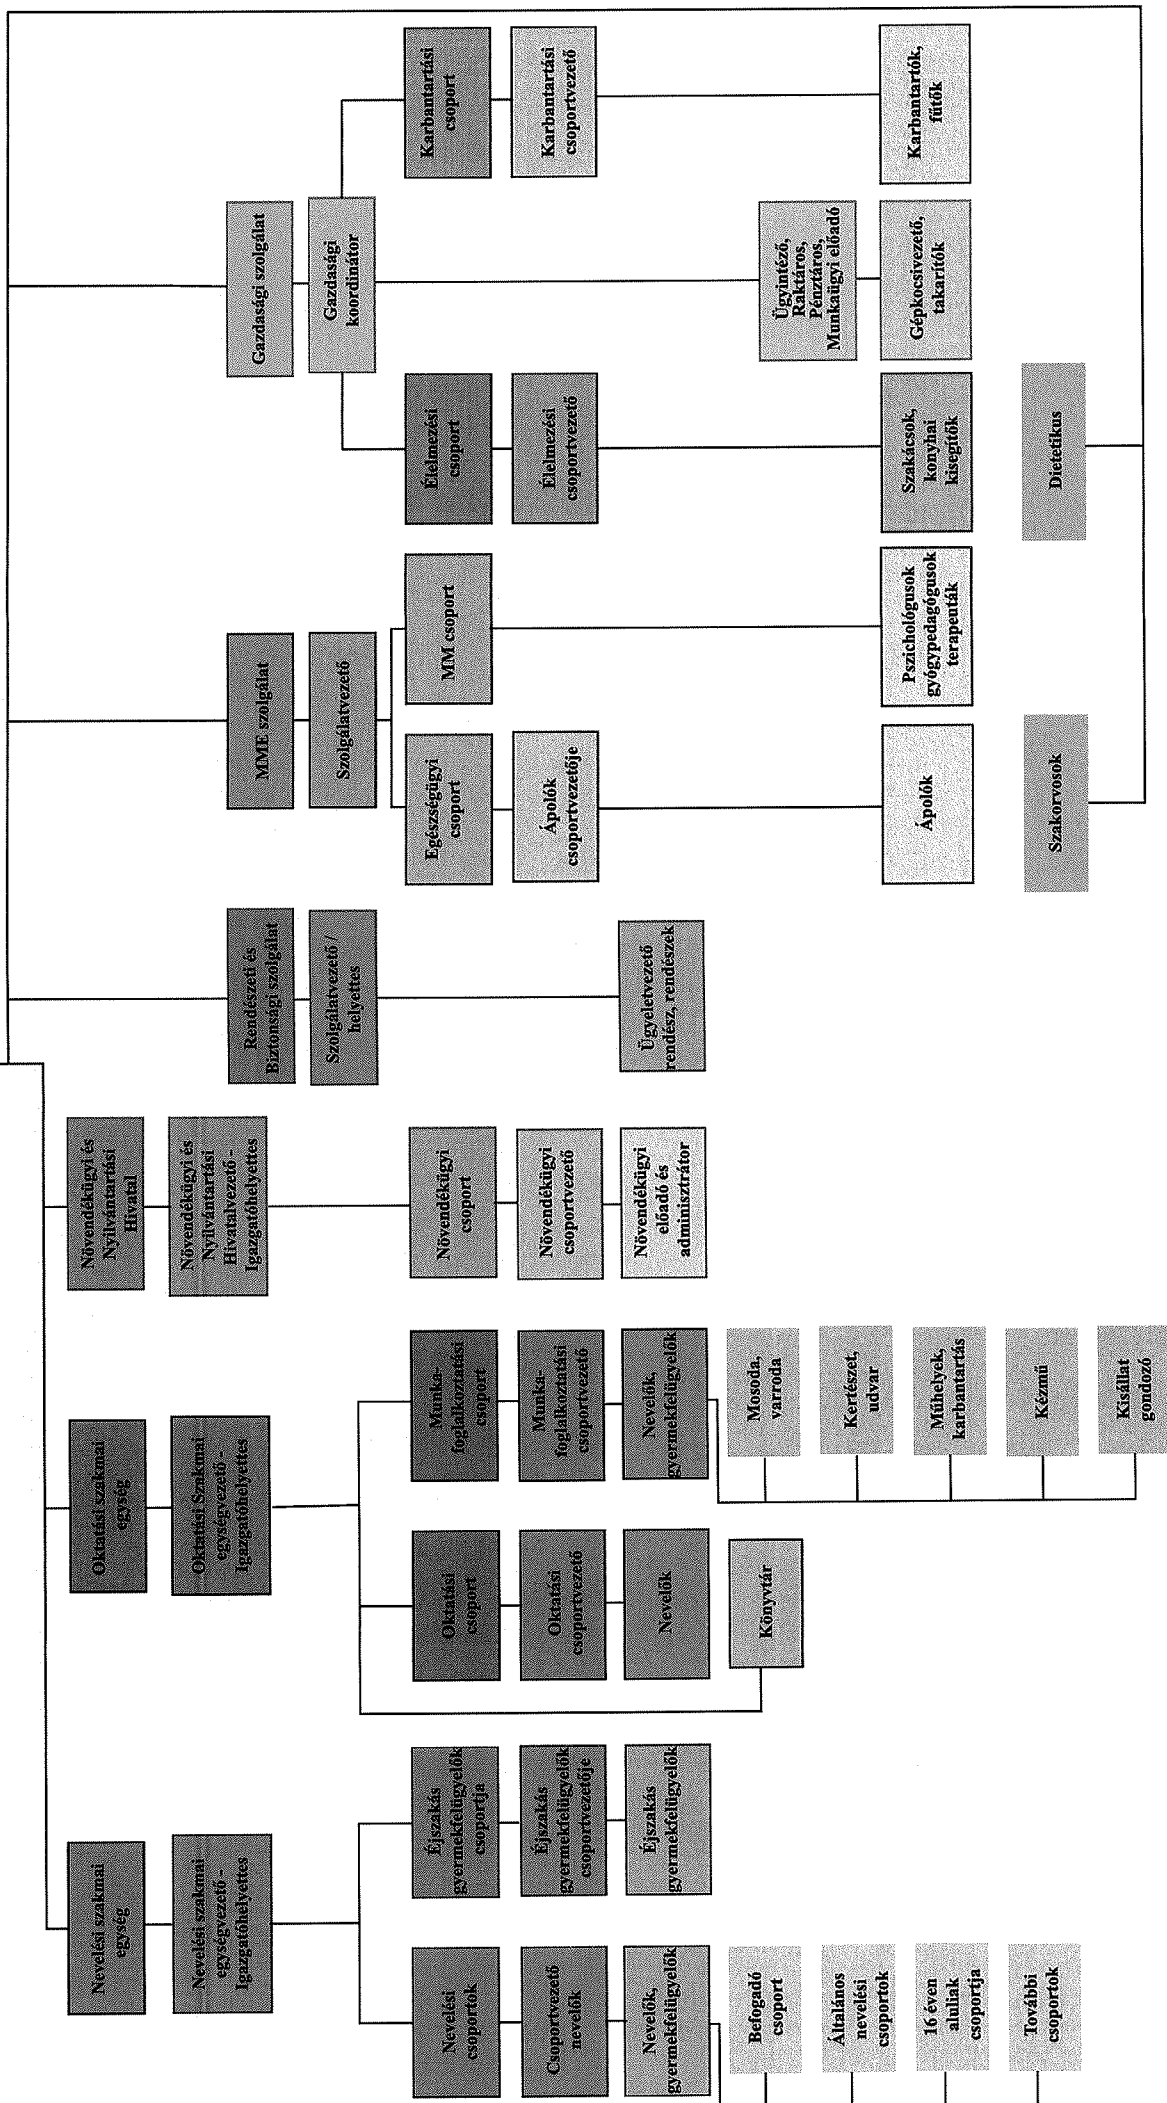 Nevelési szakmai
egység
Nevelési szakmai
egységvezető -
Igazgatóhelyettes
Nevelési
csoportok
Csoportvezető
nevelők
Nevelők,
gyermekfelügyelők
Befogadó
csoport
Általános
nevelési
csoportok
16 éven
aluliak
csoportja
További
csoportok
Éjszakás
gyermekfelügyelők
csoportja
Éjszakás
gyermekfelügyelők
csoportvezetője
Éjszakás
gyermekfelügyelők
Oktatási szakmai
egység
Oktatási Szakmai
egységvezető -
Igazgatóhelyettes
Oktatási
csoport
Oktatási
csoportvezető
Nevelők
Könyvtár
Munka-
foglalkoztatási
csoport
Munka-
foglalkoztatási
csoportvezető
Nevelők,
gyermekfelügyelők
Mosoda,
varroda
Kertészet,
udvar
Műhelyek,
karbantartás
Kézmű
Kisállat
gondozó
Növendékügyi és
Nyilvántartási
Hivatal
Növendékügyi és
Nyilvántartási
Hivatalvezető -
Igazgatóhelyettes
Növendékügyi
csoport
Növendékügyi
csoportvezető
Növendékügyi
előadó és
adminisztrátor
Rendészeti és
Biztonsági szolgálat
Szolgálatvezető /
helyettes
Ügyeletvezető
rendész, rendészek
MME szolgálat
Szolgálatvezető
Egészségügyi
csoport
Ápolók
csoportvezetője
Ápolók
MM csoport
Pszichológusok
gyógypedagógusok
terapeuták
Szakorvosok
Gazdasági szolgálat
Gazdasági
koordinátor
Élelmezési
csoport
Élelmezési
csoportvezető
Szakácsok,
konyhai
kisegítők
Dietetikus
Ügyintéző,
Raktáros,
Pénztáros,
Munkaügyi előadó
Gépkocsivezető,
takarítók
Karbantartási
csoport
Karbantartási
csoportvezető
Karbantartók,
fűtők